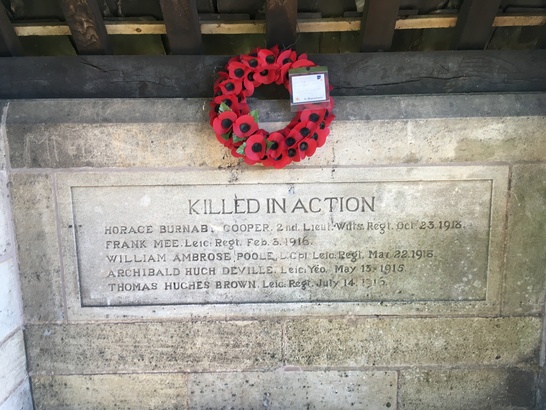 KILLED IN ACTION
HORACE BURNABY COOPER. 2nd. Lieut. Wilts. Regt. Oct. 23. 1918.
FRANK MEE. Leic. Regt. Feb. 5. 1916.
WILLIAM AMBROSE POOLE, L.Cpl. Leic. Regt. Mar. 22. 1918.
ARCHIBALD HUGH DEVILLE. Leic. Yeo. May 13. 1915.
THOMAS HUGHES BROWN. Leic. Regt. July 14. 1915.